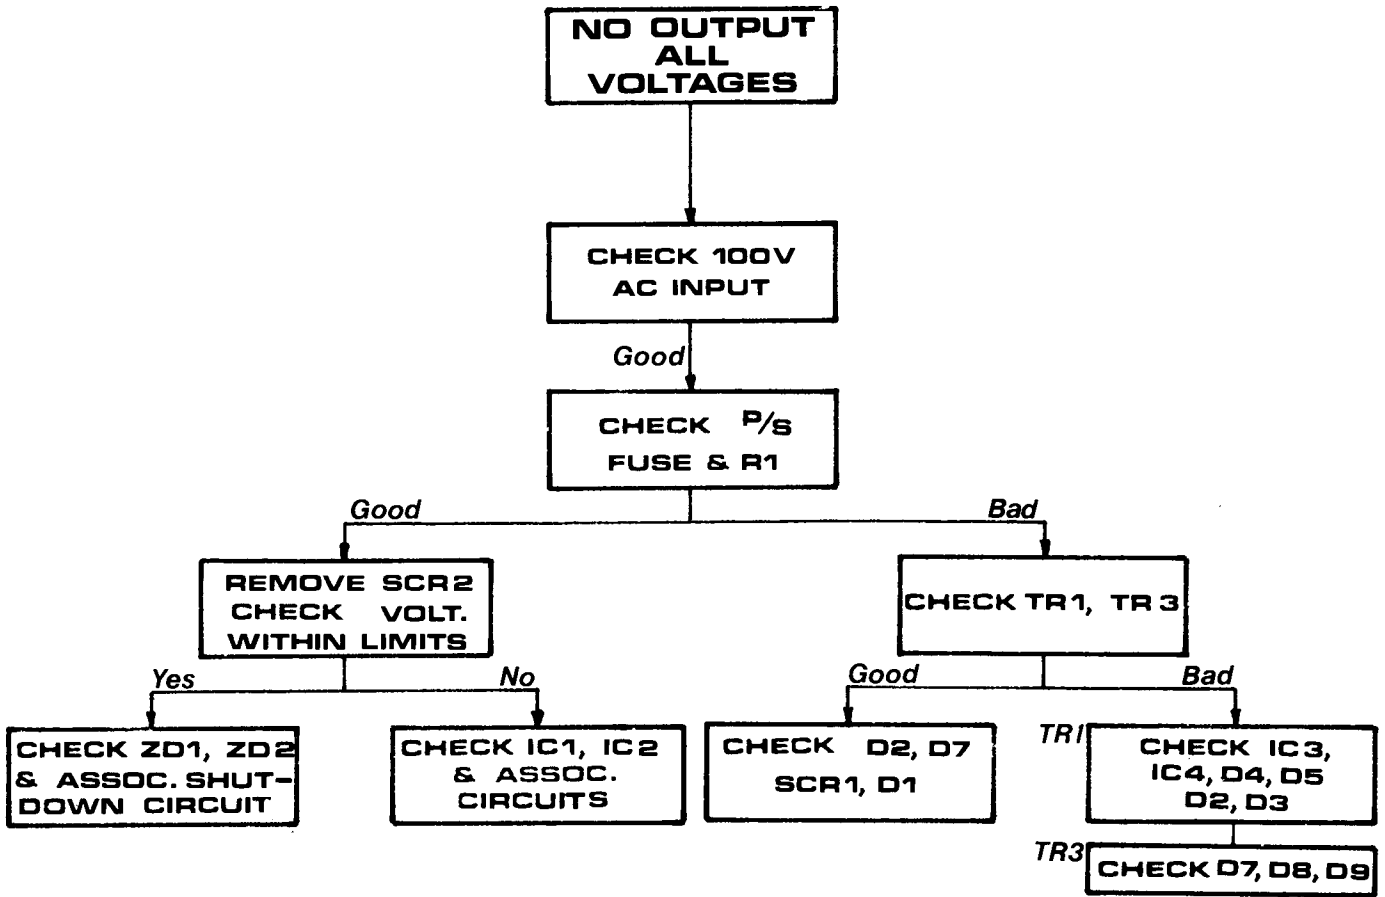 NO OUTPUT
ALL
VOLTAGES
CHECK 100V
AC INPUT
Good
CHECK P/S
FUSE & R1
Good
Bad
REMOVE SCR2
CHECK VOLT.
WITHIN LIMITS
CHECK TR1, TR3
Yes
No
Good
Bad
CHECK ZD1, ZD2
& ASSOC. SHUT-
DOWN CIRCUIT
CHECK IC1, IC2
& ASSOC.
CIRCUITS
CHECK D2, D7
SCR1, D1
TR1
CHECK IC3,
IC4, D4, D5
D2, D3
TR3
CHECK D7, D8, D9